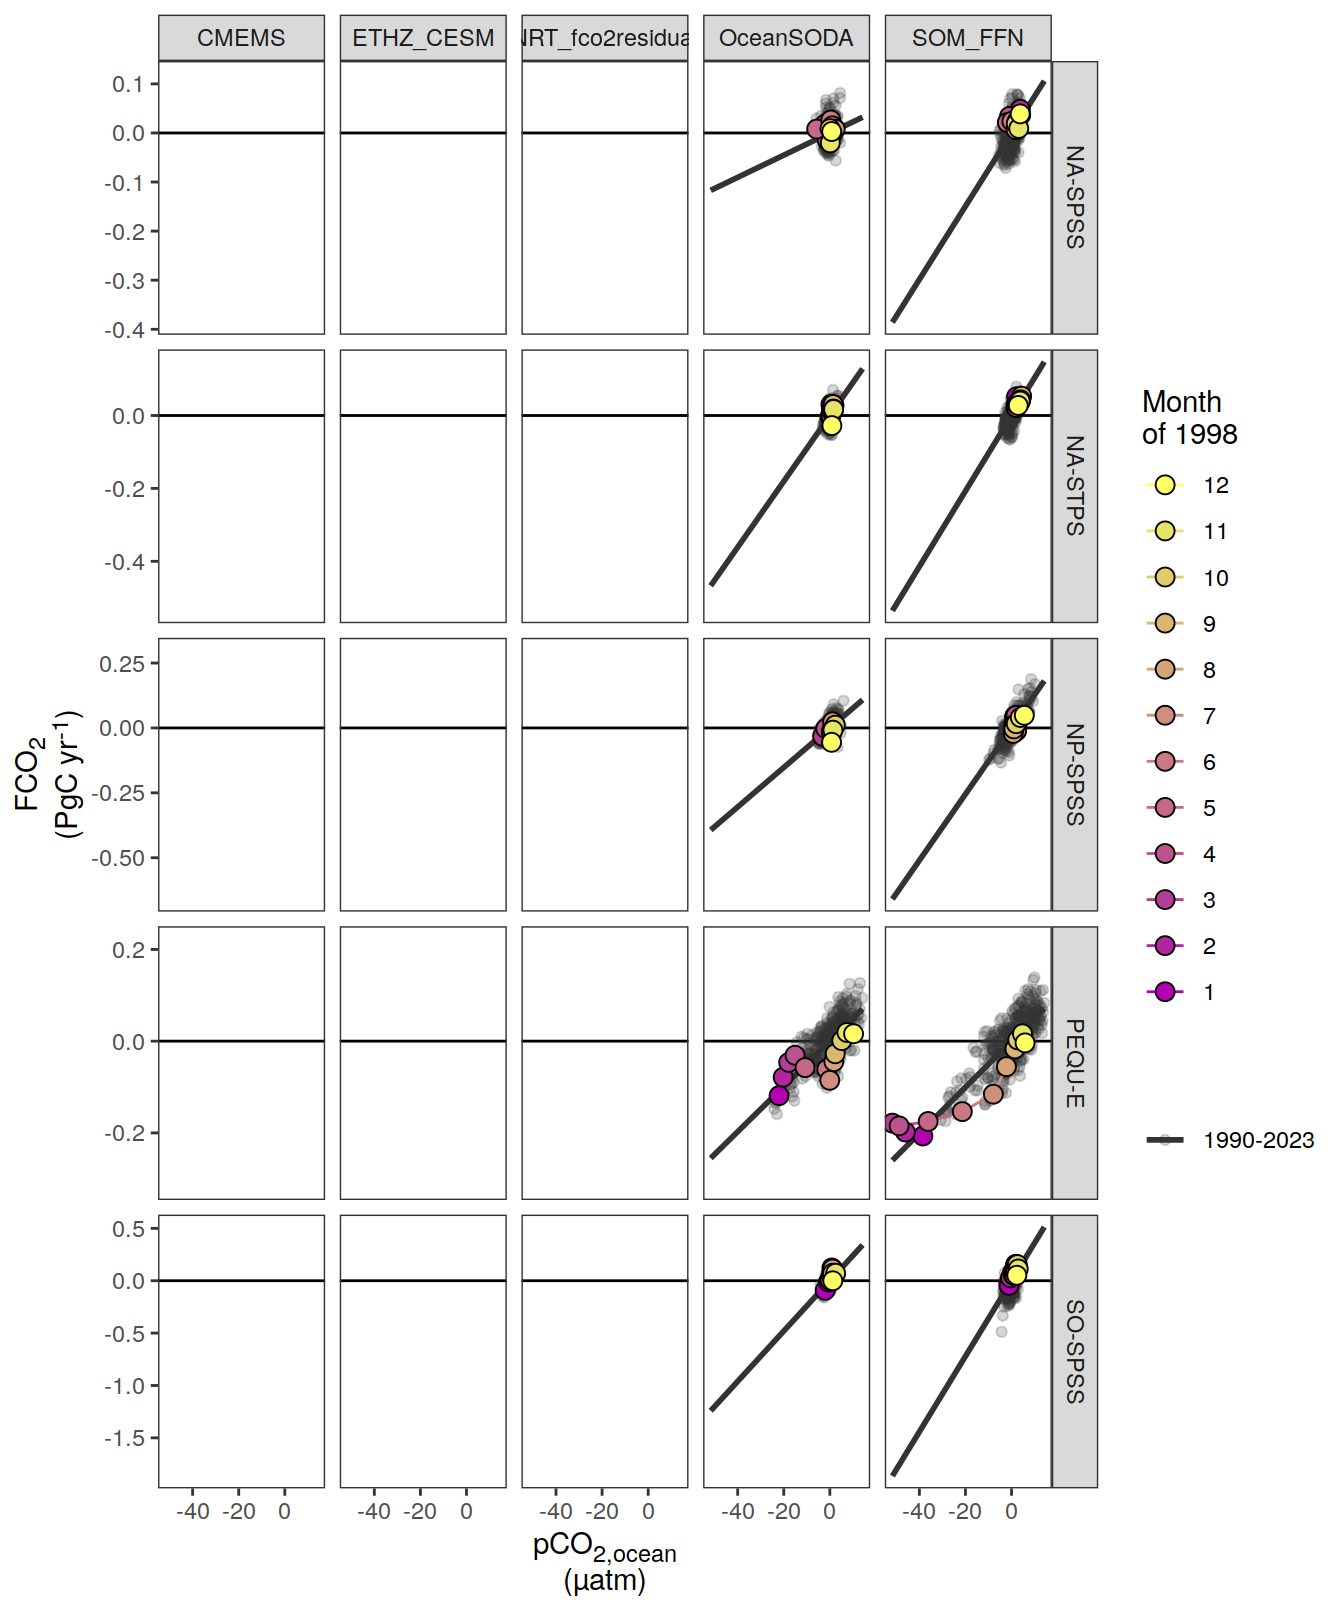 CMEMS ETHZ_CESM NRT_fco2residua OceanSODA SOM_FFN
0.1
0.0
-0.1
-0.2
-0.3
-0.4
NA-SPSS
0.0
-0.2
-0.4
NA-STPS
0.25
0.00
-0.25
-0.50
NP-SPSS
0.2
0.0
-0.2
PEQU-E
0.5
0.0
-0.5
-1.0
-1.5
SO-SPSS
-40 -20 0 -40 -20 0 -40 -20 0 -40 -20 0 -40 -20 0
pCO2,ocean
(µatm)
FCO2
(PgC yr-1)
Month
of 1998
12
11
10
9
8
7
6
5
4
3
2
1
1990-2023